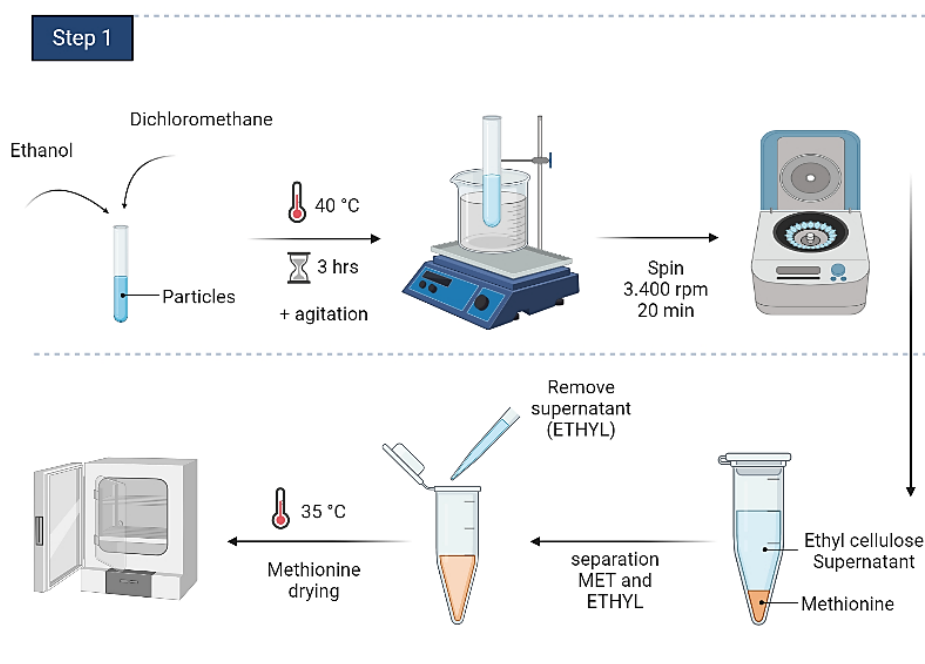 Step 1
Dichloromethane
Ethanol
Particles
40 °C
3 hrs
+ agitation
Spin
3.400 rpm
20 min
Remove
supernatant
(ETHYL)
35 °C
Methionine
drying
separation
MET and
ETHYL
Ethyl cellulose
Supernatant
Methionine